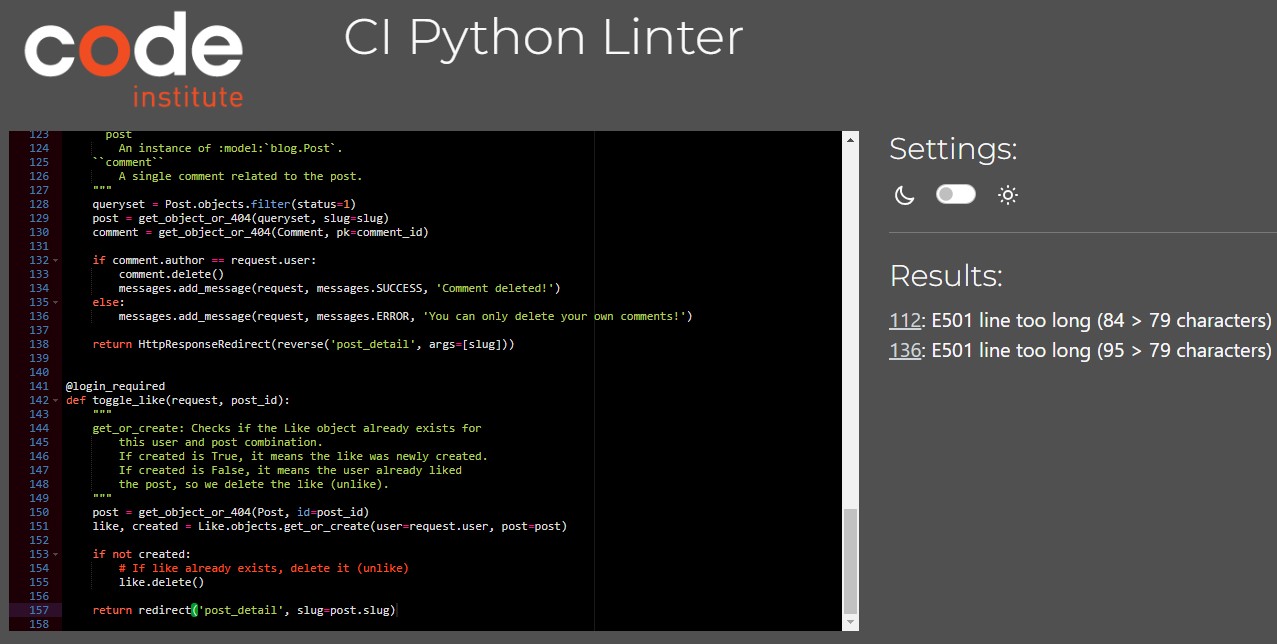 code
institute
CI Python Linter
123 post
124 An instance of :model:`blog.Post`.
125 ``comment``
126 A single comment related to the post.
127 """
128 queryset = Post.objects.filter(status=1)
129 post = get_object_or_404(queryset, slug=slug)
130 comment = get_object_or_404(Comment, pk=comment_id)
131
132 if comment.author == request.user:
133 comment.delete()
134 messages.add_message(request, messages.SUCCESS, 'Comment deleted!')
135 else:
136 messages.add_message(request, messages.ERROR, 'You can only delete your own comments!')
137
138 return HttpResponseRedirect(reverse('post_detail', args=[slug]))
139
140
141 @login_required
142 def toggle_like(request, post_id):
143 """
144 get_or_create: Checks if the Like object already exists for
145 this user and post combination.
146 If created is True, it means the like was newly created.
147 If created is False, it means the user already liked
148 the post, so we delete the like (unlike).
149 """
150 post = get_object_or_404(Post, id=post_id)
151 like, created = Like.objects.get_or_create(user=request.user, post=post)
152
153 if not created:
154 # If like already exists, delete it (unlike)
155 like.delete()
156
157 return redirect('post_detail', slug=post.slug)
158
Settings:
Results:
112: E501 line too long (84 > 79 characters)
136: E501 line too long (95 > 79 characters)